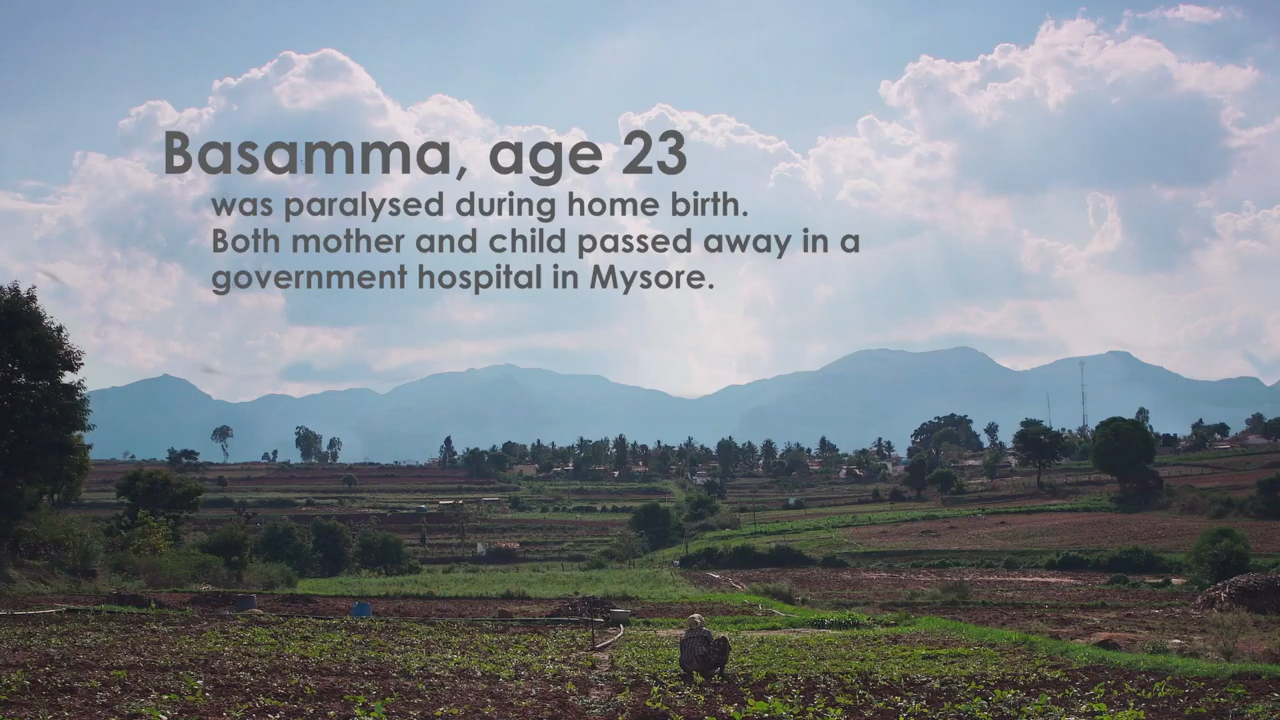 Basamma, age 23
was paralysed during home birth.
Both mother and child passed away in a
government hospital in Mysore.